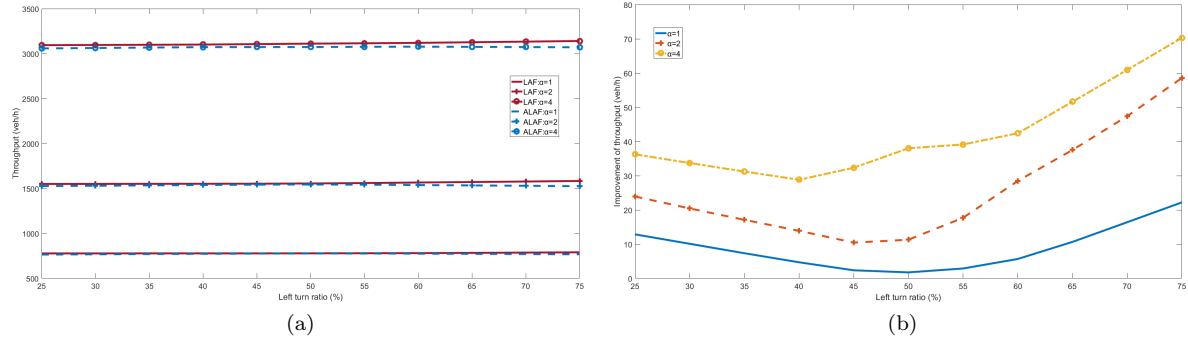 3500
3000
2500
2000
1500
1000
500
Throughput (veh/h)
LAF:α=1
LAF:α=2
LAF:α=4
ALAF:α=1
ALAF:α=2
ALAF:α=4
25 30 35 40 45 50 55 60 65 70 75
Left turn ratio (%)
(a)
80
70
60
50
40
30
20
10
0
Improvement of throughput (veh/h)
α=1
α=2
α=4
25 30 35 40 45 50 55 60 65 70 75
Left turn ratio (%)
(b)